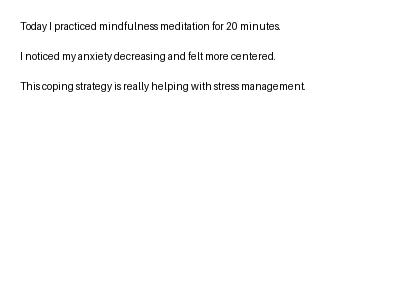 Today I practiced mindfulness meditation for 20 minutes.
I noticed my anxiety decreasing and felt more centered.
This coping strategy is really helping with stress management.